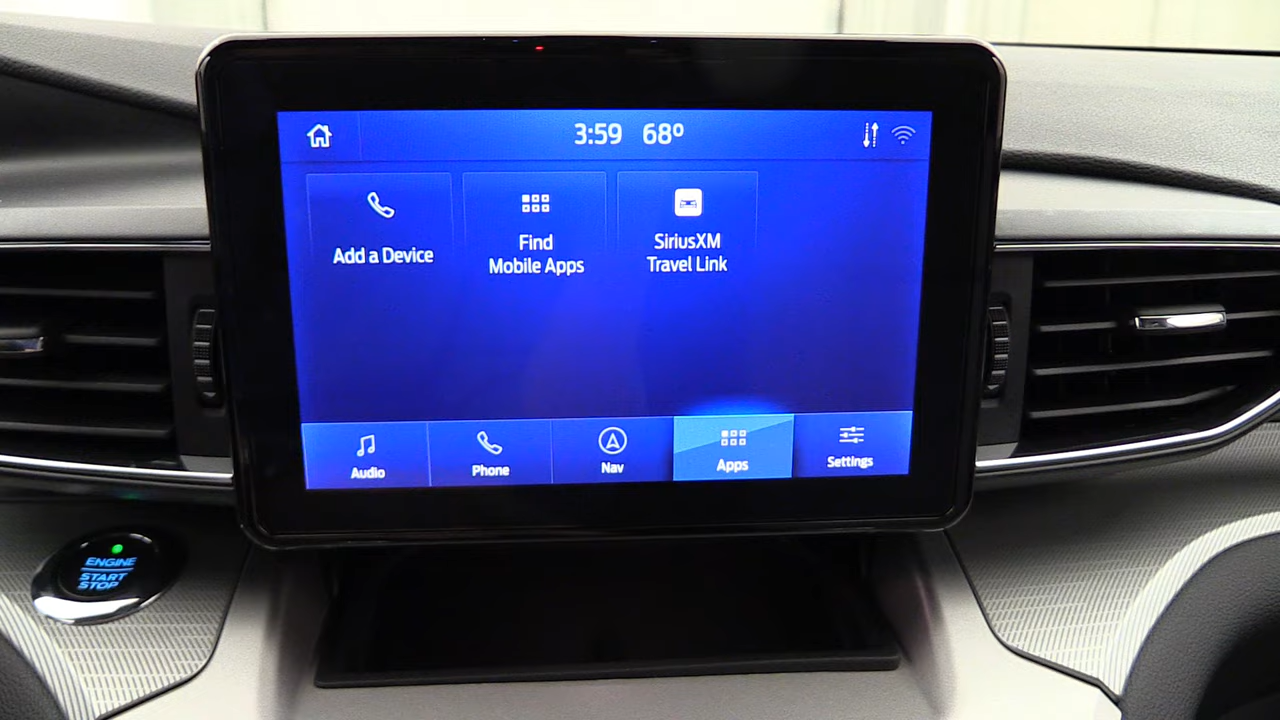 3:59 68°
Add a Device
Find
Mobile Apps
SiriusXM
Travel Link
Audio
Phone
Nav
Apps
Settings
ENGINE
START
STOP